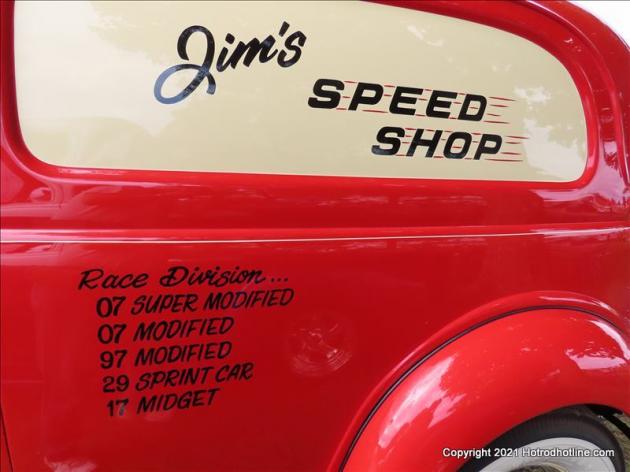 Jim's
SPEED
SHOP
Race Division...
07 SUPER MODIFIED
07 MODIFIED
97 MODIFIED
29 SPRINT CAR
17 MIDGET
Copyright 2021 Hotrodhotline.com